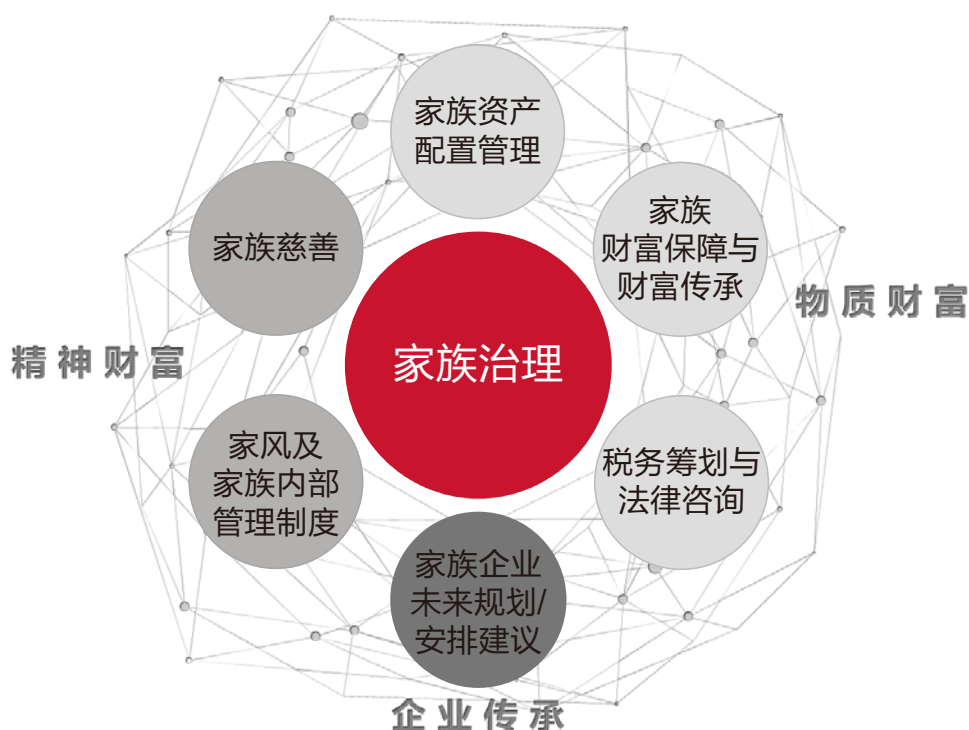 家族资产
配置管理
家族
财富保障与
财富传承
物质财富
税务筹划与
法律咨询
家族企业
未来规划/
安排建议
企业传承
家风及
家族内部
管理制度
精神财富
家族慈善
家族治理